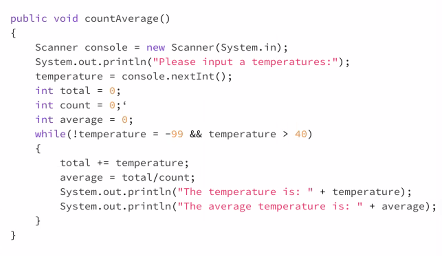 public void countAverage()
{
Scanner console = new Scanner(System.in);
System.out.println("Please input a temperatures:");
temperature = console.nextInt();
int total = 0;
int count = 0;‘
int average = 0;
while(!temperature = -99 && temperature > 40)
{
total += temperature;
average = total/count;
System.out.println("The temperature is: " + temperature);
System.out.println("The average temperature is: " + average);
}
}